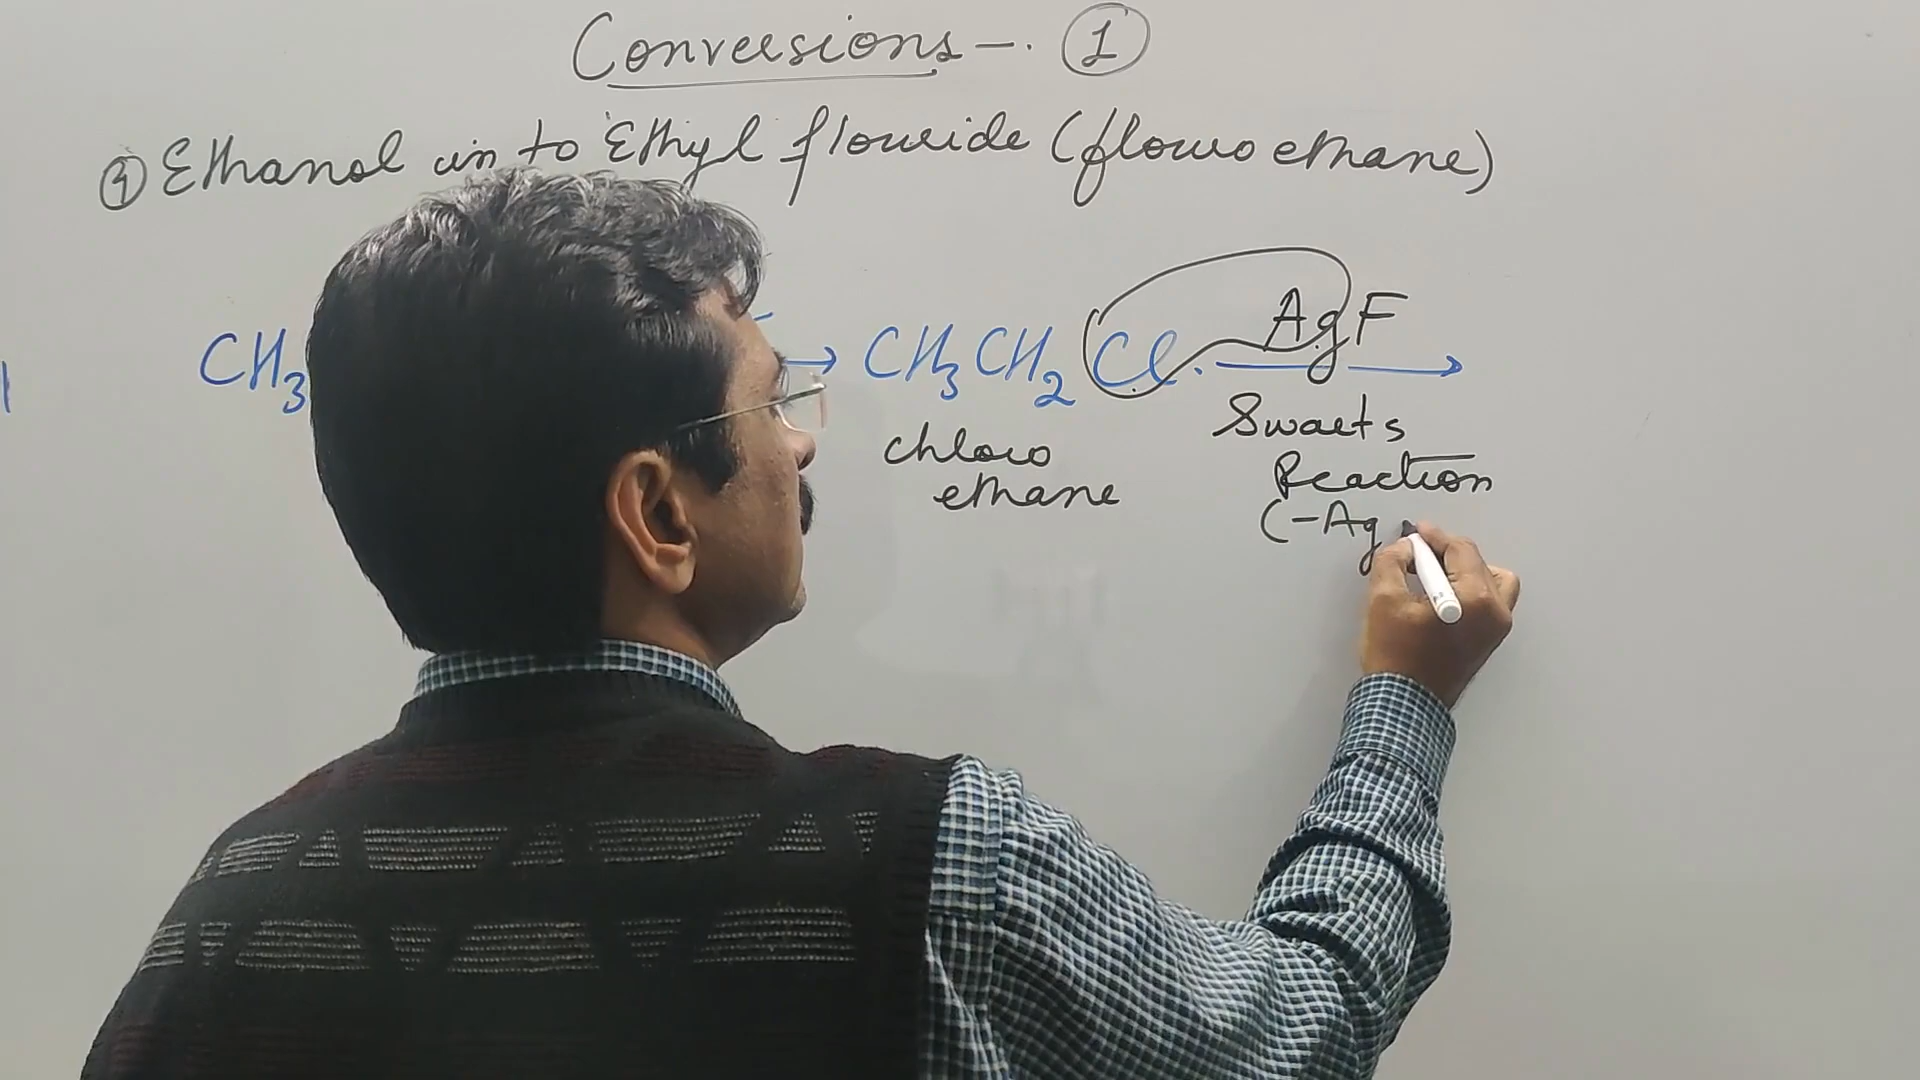 Conversions – . ①
① Ethanol in to Ethyl flouride (flouro ethane)
CH3 → CH3 CH2 Cl . AgF →
chloro
ethane
Swarts
Reaction
(-Ag